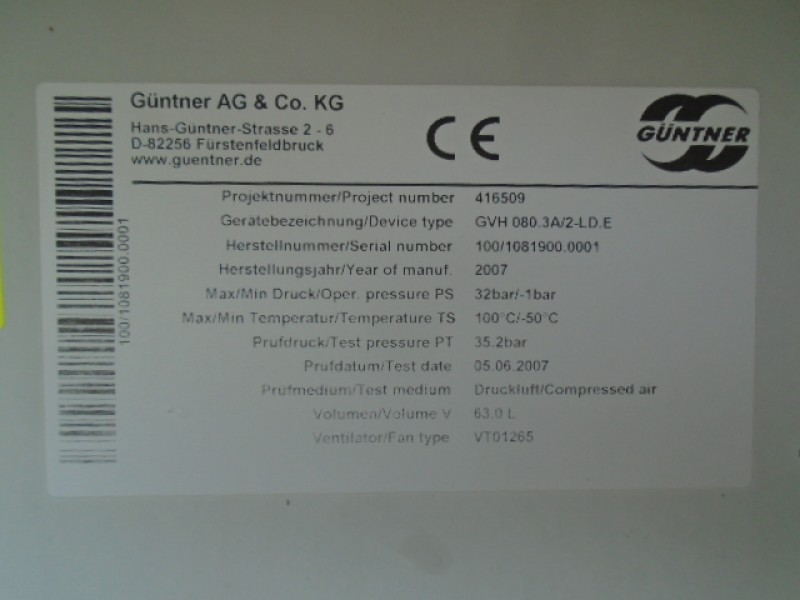 Güntner AG & Co. KG
Hans-Güntner-Strasse 2 - 6
D-82256 Fürstenfeldbruck
www.guentner.de
CE
GÜNTNER
100/1081900.0001
Projektnummer/Project number 416509
Gerätebezeichnung/Device type GVH 080.3A/2-LD.E
Herstellnummer/Serial number 100/1081900.0001
Herstellungsjahr/Year of manuf. 2007
Max/Min Druck/Oper. pressure PS 32bar/-1bar
Max/Min Temperatur/Temperature TS 100°C/-50°C
Prüfdruck/Test pressure PT 35.2bar
Prüfdatum/Test date 05.06.2007
Prüfmedium/Test medium Druckluft/Compressed air
Volumen/Volume V 63.0 L
Ventilator/Fan type VT01265